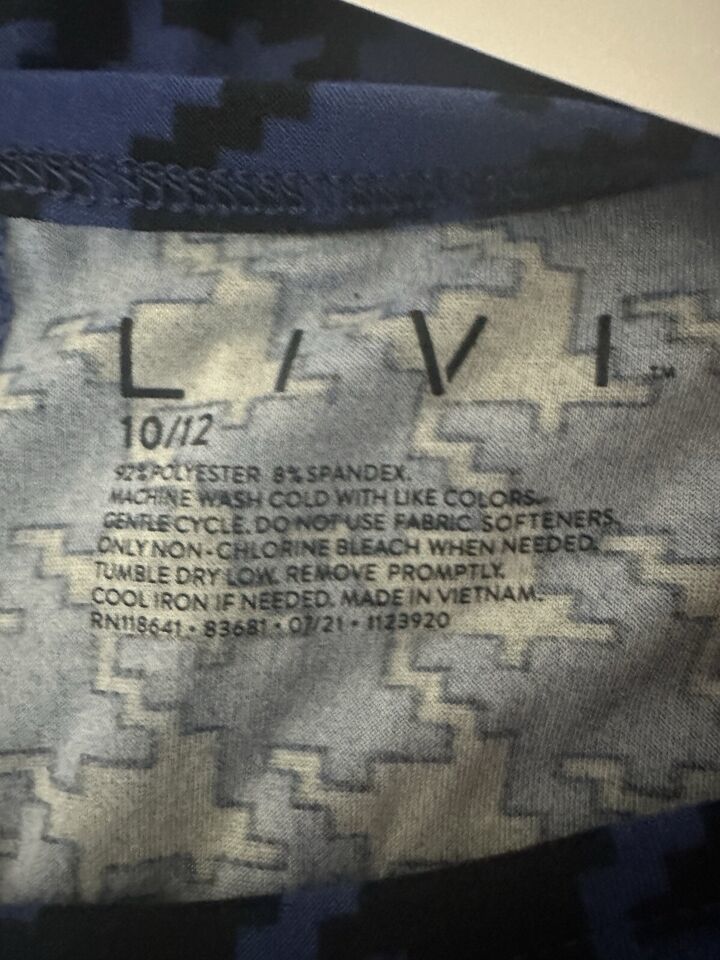 LIVI™
10/12
92% POLYESTER 8% SPANDEX.
MACHINE WASH COLD WITH LIKE COLORS.
GENTLE CYCLE. DO NOT USE FABRIC SOFTENERS.
ONLY NON-CHLORINE BLEACH WHEN NEEDED.
TUMBLE DRY LOW. REMOVE PROMPTLY.
COOL IRON IF NEEDED. MADE IN VIETNAM.
RN118641 • 83681 • 07/21 • 1123920